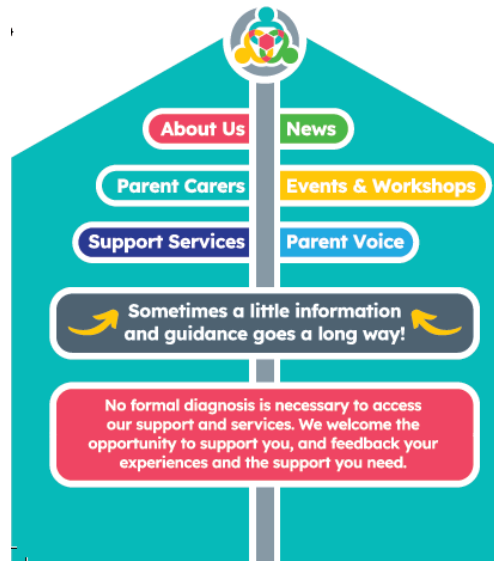 About Us
News
Parent Carers
Events & Workshops
Support Services
Parent Voice
Sometimes a little information
and guidance goes a long way!
No formal diagnosis is necessary to access
our support and services. We welcome the
opportunity to support you, and feedback your
experiences and the support you need.